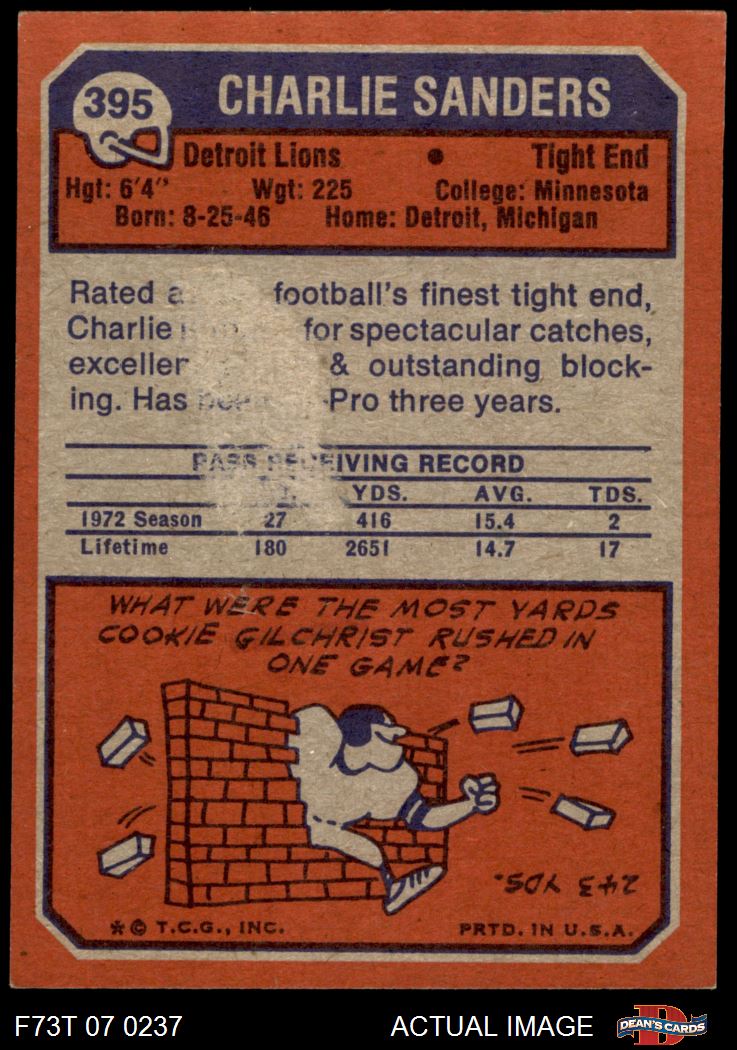 395
CHARLIE SANDERS
Detroit Lions • Tight End
Hgt: 6'4" Wgt: 225 College: Minnesota
Born: 8-25-46 Home: Detroit, Michigan
Rated football's finest tight end,
Charlie for spectacular catches,
& outstanding block-
ing. Has -Pro three years.
PASS RECEIVING RECORD
YDS. AVG. TDS.
1972 Season 27 416 15.4 2
Lifetime 180 2651 14.7 17
WHAT WERE THE MOST YARDS
COOKIE GILCHRIST RUSHED IN
ONE GAME?
243 YDS.
* © T.C.G., INC. PRTD. IN U.S.A.
F73T 07 0237 ACTUAL IMAGE DEAN'S CARDS